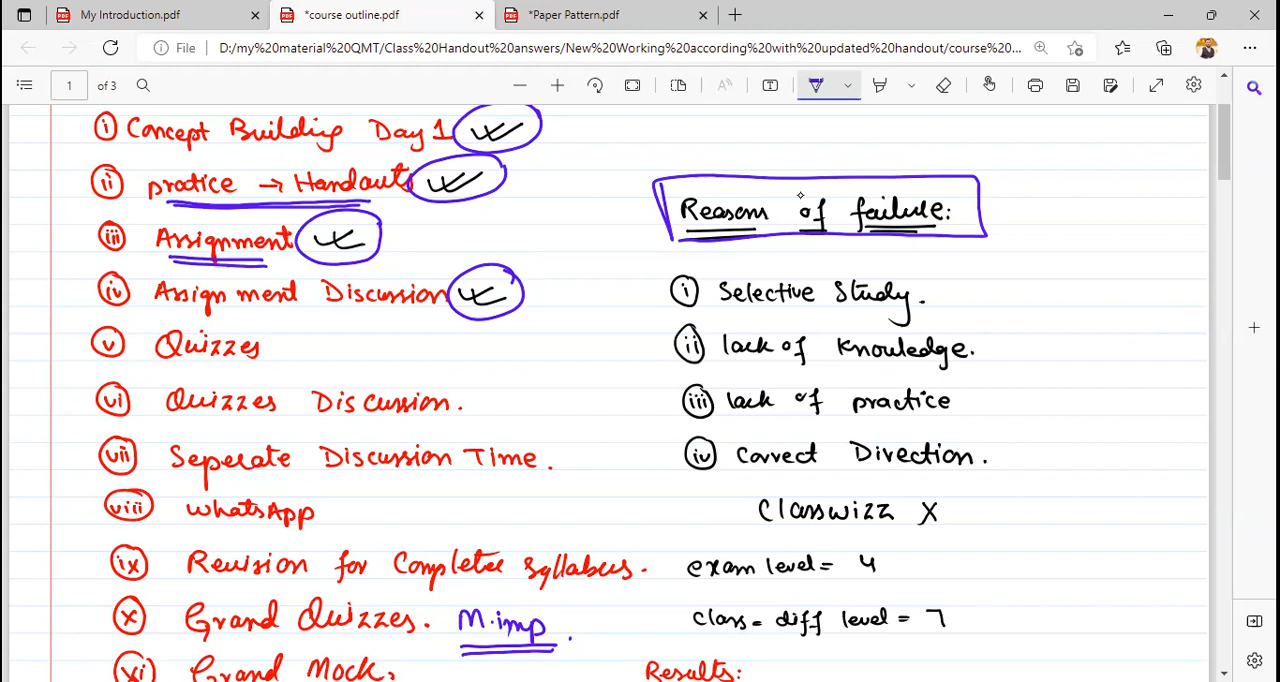 My Introduction.pdf
*course outline.pdf
*Paper Pattern.pdf
File
D:/my%20material%20QMT/Class%20Handout%20answers/New%20Working%20according%20with%20updated%20handout/course%20...
1
of 3
(i) Concept Building Day 1
(ii) practice → Handouts
(iii) Assignment
(iv) Assignment Discussion
(v) Quizzes
(vi) Quizzes Discussion.
(vii) Seperate Discussion Time.
(viii) WhatsApp
(ix) Revision for Complete syllabus.
(x) Grand Quizzes. M.imp.
(xi) Grand Mock.
Reasons of failure:
(i) Selective Study.
(ii) lack of knowledge.
(iii) lack of practice
(iv) Correct Direction.
Classwizz X
exam level = 4
class = diff level = 7
Results: